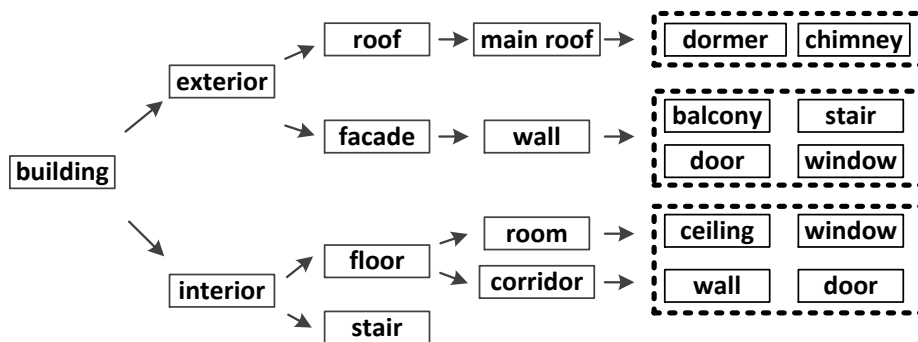 roof main roof dormer chimney
exterior
balcony stair
facade wall
door window
building
room ceiling window
floor
corridor wall door
interior
stair